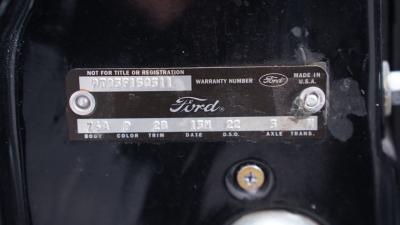 NOT FOR TITLE OR REGISTRATION
WARRANTY NUMBER
Ford
MADE IN
U.S.A.
Ford
76A 2B 15M 22 3
BODY COLOR TRIM DATE D.S.O. AXLE TRANS.